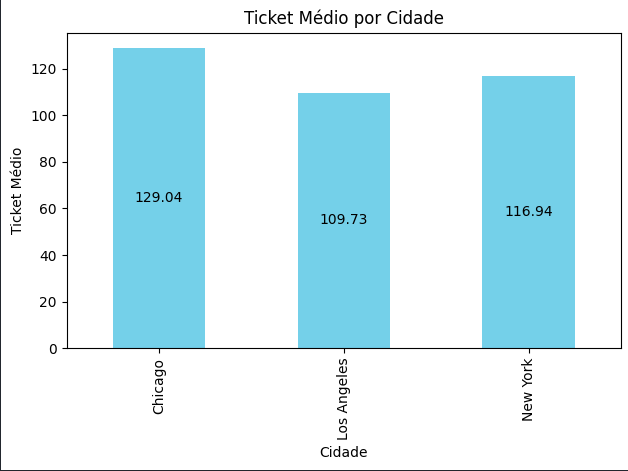 Ticket Médio por Cidade
Ticket Médio
120
100
80
60
40
20
0
129.04
109.73
116.94
Chicago
Los Angeles
New York
Cidade